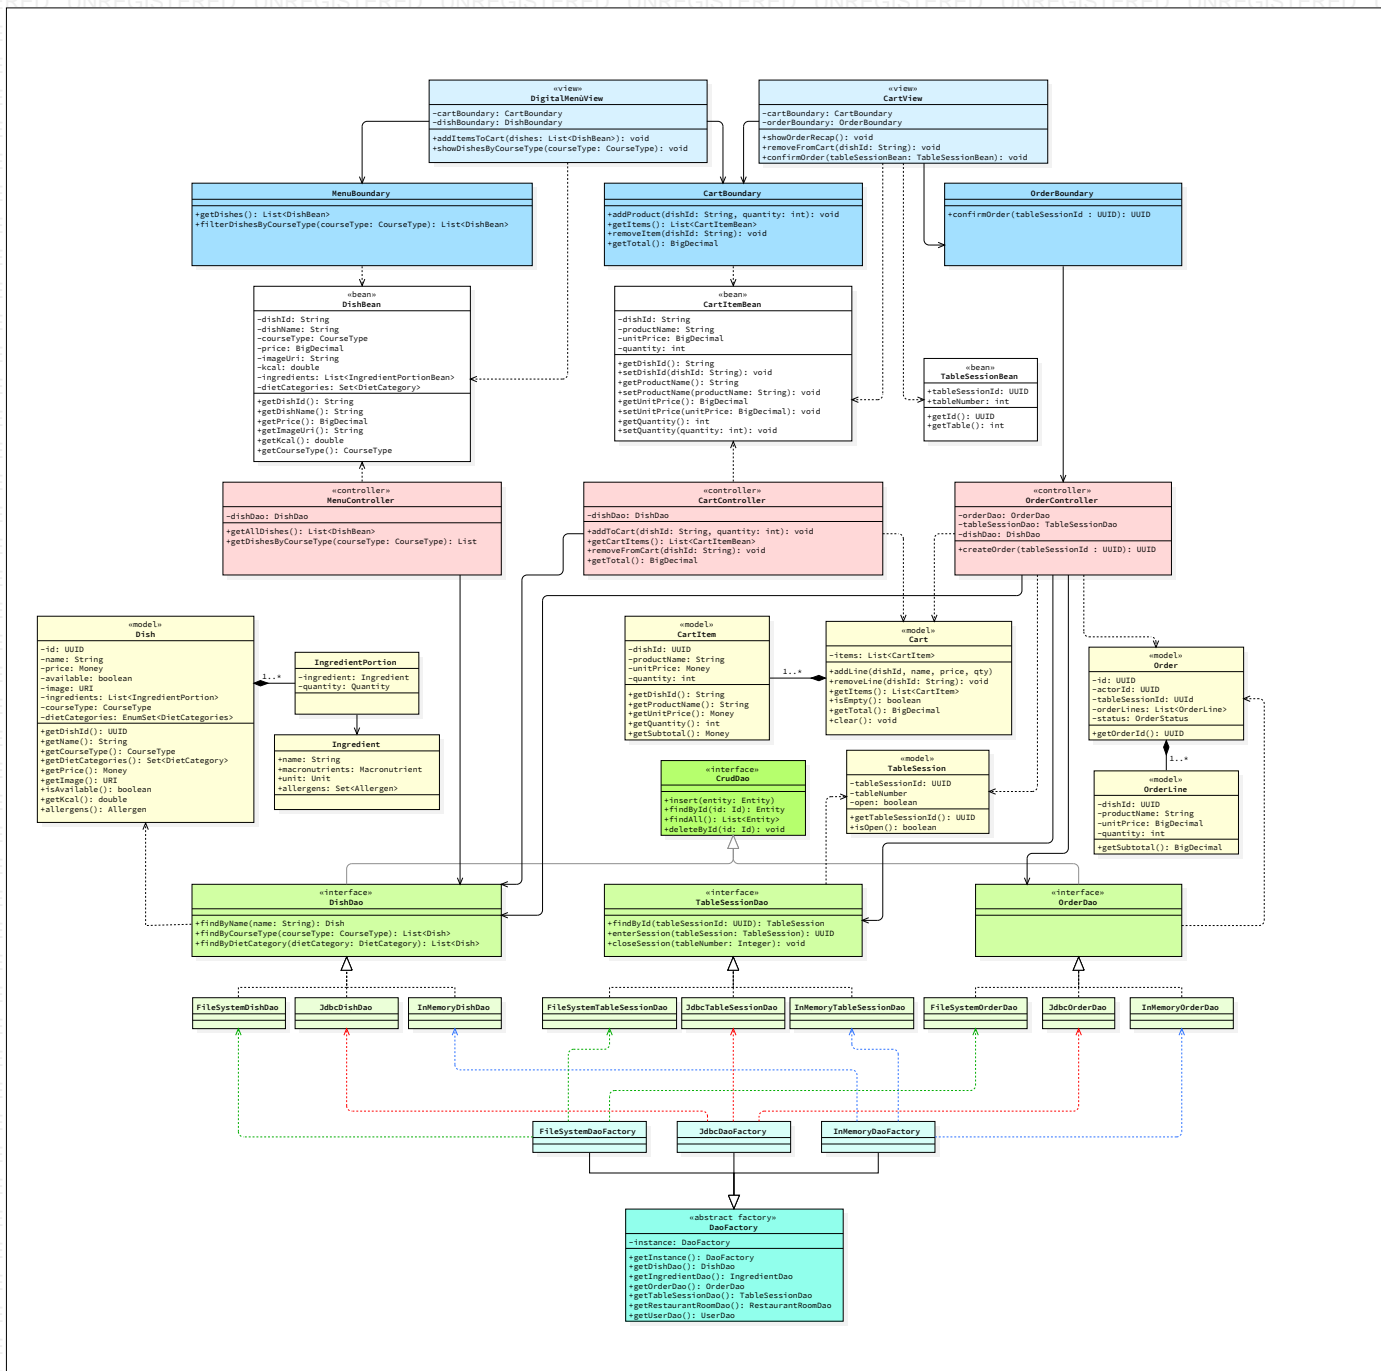 UNREGISTERED UNREGISTERED UNREGISTERED UNREGISTERED UNREGISTERED UNREGISTERED UNREGISTERED
«view»
DigitalMenùView
-cartBoundary: CartBoundary
-dishBoundary: DishBoundary
+addItemsToCart(dishes: List<DishBean>): void
+showDishesByCourseType(courseType: CourseType): void
«view»
CartView
-cartBoundary: CartBoundary
-orderBoundary: OrderBoundary
+showOrderRecap(): void
+removeFromCart(dishId: String): void
+confirmOrder(tableSessionBean: TableSessionBean): void
MenuBoundary
+getDishes(): List<DishBean>
+filterDishesByCourseType(courseType: CourseType): List<DishBean>
CartBoundary
+addProduct(dishId: String, quantity: int): void
+getItems(): List<CartItemBean>
+removeItem(dishId: String): void
+getTotal(): BigDecimal
OrderBoundary
+confirmOrder(tableSessionId : UUID): UUID
«bean»
DishBean
-dishId: String
-dishName: String
-courseType: CourseType
-price: BigDecimal
-imageUri: String
-kcal: double
-ingredients: List<IngredientPortionBean>
-dietCategories: Set<DietCategory>
+getDishId(): String
+getDishName(): String
+getPrice(): BigDecimal
+getImageUri(): String
+getKcal(): double
+getCourseType(): CourseType
«bean»
CartItemBean
-dishId: String
-productName: String
-unitPrice: BigDecimal
-quantity: int
+getDishId(): String
+setDishId(dishId: String): void
+getProductName(): String
+setProductName(productName: String): void
+getUnitPrice(): BigDecimal
+setUnitPrice(unitPrice: BigDecimal): void
+getQuantity(): int
+setQuantity(quantity: int): void
«bean»
TableSessionBean
+tableSessionId: UUID
+tableNumber: int
+getId(): UUID
+getTable(): int
«controller»
MenuController
-dishDao: DishDao
+getAllDishes(): List<DishBean>
+getDishesByCourseType(courseType: CourseType): List
«controller»
CartController
-dishDao: DishDao
+addToCart(dishId: String, quantity: int): void
+getCartItems(): List<CartItemBean>
+removeFromCart(dishId: String): void
+getTotal(): BigDecimal
«controller»
OrderController
-orderDao: OrderDao
-tableSessionDao: TableSessionDao
-dishDao: DishDao
+createOrder(tableSessionId : UUID): UUID
«model»
Dish
-id: UUID
-name: String
-price: Money
-available: boolean
-image: URI
-ingredients: List<IngredientPortion>
-courseType: CourseType
-dietCategories: EnumSet<DietCategories>
+getDishId(): UUID
+getName(): String
+getCourseType(): CourseType
+getDietCategories(): Set<DietCategory>
+getPrice(): Money
+getImage(): URI
+isAvailable(): boolean
+getKcal(): double
+allergens(): Allergen
1..*
IngredientPortion
-ingredient: Ingredient
-quantity: Quantity
Ingredient
+name: String
+macronutrients: Macronutrient
+unit: Unit
+allergens: Set<Allergen>
«model»
CartItem
-dishId: UUID
-productName: String
-unitPrice: Money
-quantity: int
+getDishId(): String
+getProductName(): String
+getUnitPrice(): Money
+getQuantity(): int
+getSubtotal(): Money
1..*
«model»
Cart
-items: List<CartItem>
+addLine(dishId, name, price, qty)
+removeLine(dishId: String): void
+getItems(): List<CartItem>
+isEmpty(): boolean
+getTotal(): BigDecimal
+clear(): void
«model»
Order
-id: UUID
-actorId: UUID
-tableSessionId: UUId
-orderLines: List<OrderLine>
-status: OrderStatus
+getOrderId(): UUID
1..*
«model»
OrderLine
-dishId: UUID
-productName: String
-unitPrice: BigDecimal
-quantity: int
+getSubtotal(): BigDecimal
«interface»
CrudDao
+insert(entity: Entity)
+findById(id: Id): Entity
+findAll(): List<Entity>
+deleteById(id: Id): void
«model»
TableSession
-tableSessionId: UUID
-tableNumber
-open: boolean
+getTableSessionId(): UUID
+isOpen(): boolean
«interface»
DishDao
+findByName(name: String): Dish
+findByCourseType(courseType: CourseType): List<Dish>
+findByDietCategory(dietCategory: DietCategory): List<Dish>
«interface»
TableSessionDao
+findById(tableSessionId: UUID): TableSession
+enterSession(tableSession: TableSession): UUID
+closeSession(tableNumber: Integer): void
«interface»
OrderDao
FileSystemDishDao
JdbcDishDao
InMemoryDishDao
FileSystemTableSessionDao
JdbcTableSessionDao
InMemoryTableSessionDao
FileSystemOrderDao
JdbcOrderDao
InMemoryOrderDao
FileSystemDaoFactory
JdbcDaoFactory
InMemoryDaoFactory
«abstract factory»
DaoFactory
-instance: DaoFactory
+getInstance(): DaoFactory
+getDishDao(): DishDao
+getIngredientDao(): IngredientDao
+getOrderDao(): OrderDao
+getTableSessionDao(): TableSessionDao
+getRestaurantRoomDao(): RestaurantRoomDao
+getUserDao(): UserDao